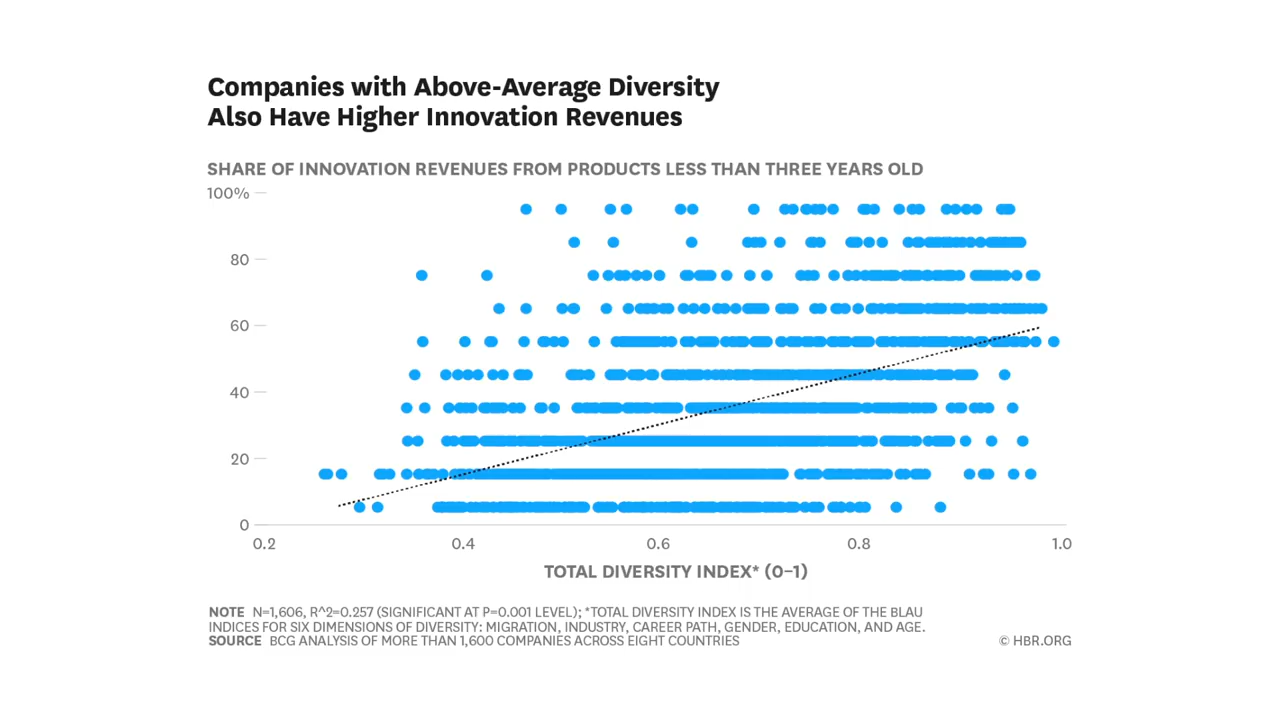 Companies with Above-Average Diversity
Also Have Higher Innovation Revenues
SHARE OF INNOVATION REVENUES FROM PRODUCTS LESS THAN THREE YEARS OLD
100%
80
60
40
20
0
0.2 0.4 0.6 0.8 1.0
TOTAL DIVERSITY INDEX* (0–1)
NOTE N=1,606, R^2=0.257 (SIGNIFICANT AT P=0.001 LEVEL); *TOTAL DIVERSITY INDEX IS THE AVERAGE OF THE BLAU
INDICES FOR SIX DIMENSIONS OF DIVERSITY: MIGRATION, INDUSTRY, CAREER PATH, GENDER, EDUCATION, AND AGE.
SOURCE BCG ANALYSIS OF MORE THAN 1,600 COMPANIES ACROSS EIGHT COUNTRIES
© HBR.ORG